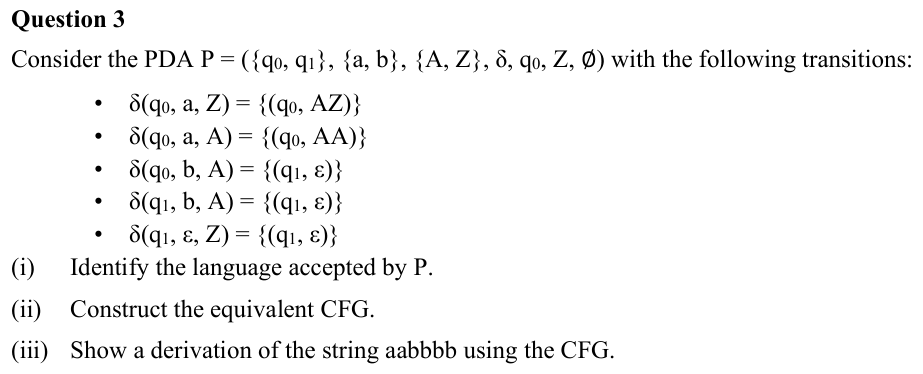 Question 3
Consider the PDA P = ({q₀, q₁}, {a, b}, {A, Z}, δ, q₀, Z, Ø) with the following transitions:
• δ(q₀, a, Z) = {(q₀, AZ)}
• δ(q₀, a, A) = {(q₀, AA)}
• δ(q₀, b, A) = {(q₁, ε)}
• δ(q₁, b, A) = {(q₁, ε)}
• δ(q₁, ε, Z) = {(q₁, ε)}
(i) Identify the language accepted by P.
(ii) Construct the equivalent CFG.
(iii) Show a derivation of the string aabbbb using the CFG.